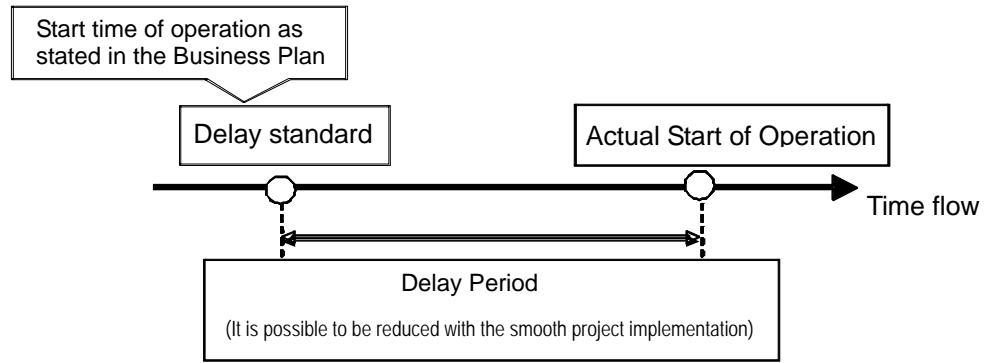 Start time of operation as
stated in the Business Plan
Delay standard
Actual Start of Operation
Time flow
Delay Period
(It is possible to be reduced with the smooth project implementation)